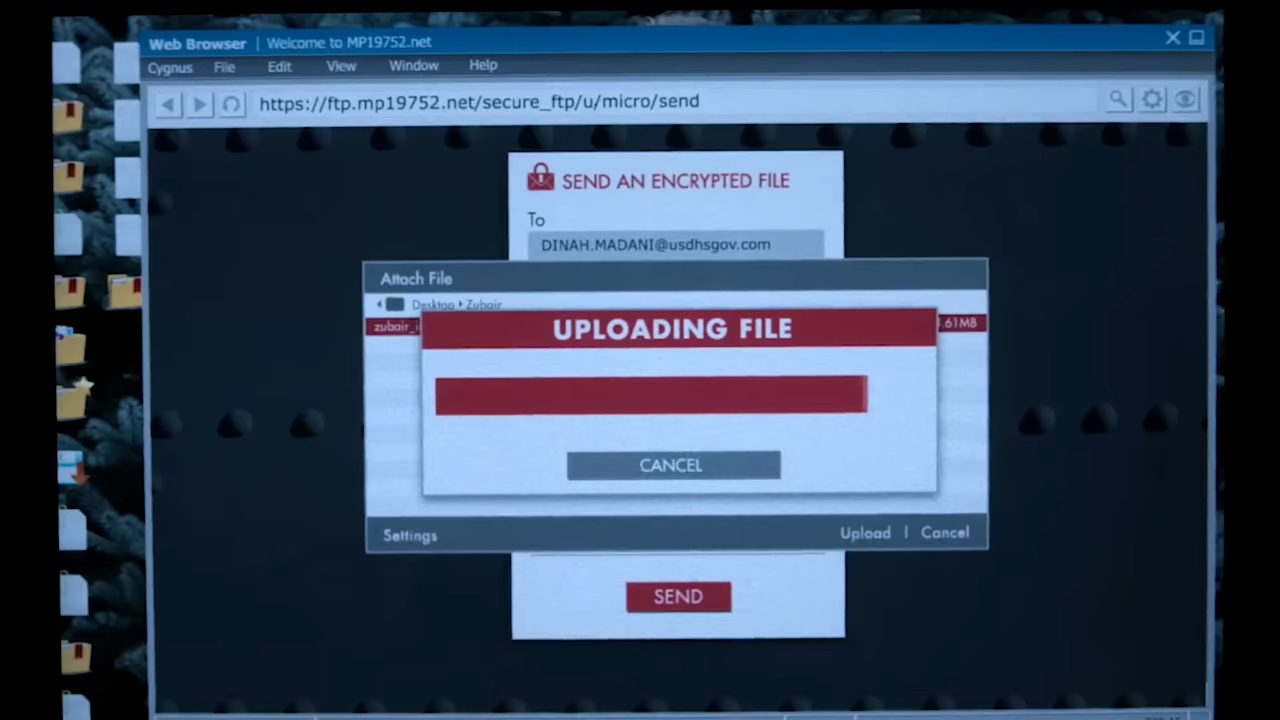 Web Browser | Welcome to MP19752.net
Cygnus File Edit View Window Help
https://ftp.mp19752.net/secure_ftp/u/micro/send
SEND AN ENCRYPTED FILE
To
DINAH.MADANI@usdhsgov.com
Attach File
Desktop Zubair
zubair_i .61MB
UPLOADING FILE
CANCEL
Settings Upload | Cancel
SEND